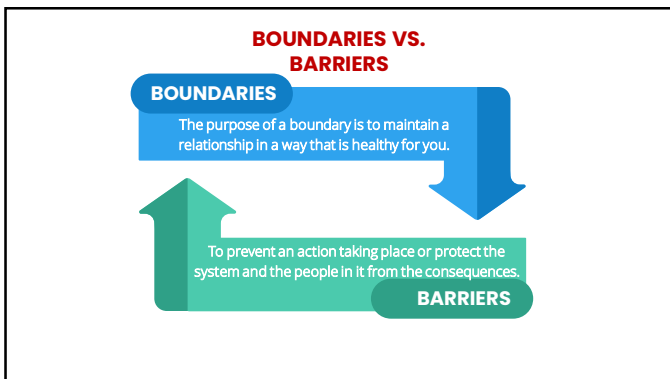 BOUNDARIES VS.
BARRIERS
BOUNDARIES
The purpose of a boundary is to maintain a
relationship in a way that is healthy for you.
To prevent an action taking place or protect the
system and the people in it from the consequences.
BARRIERS